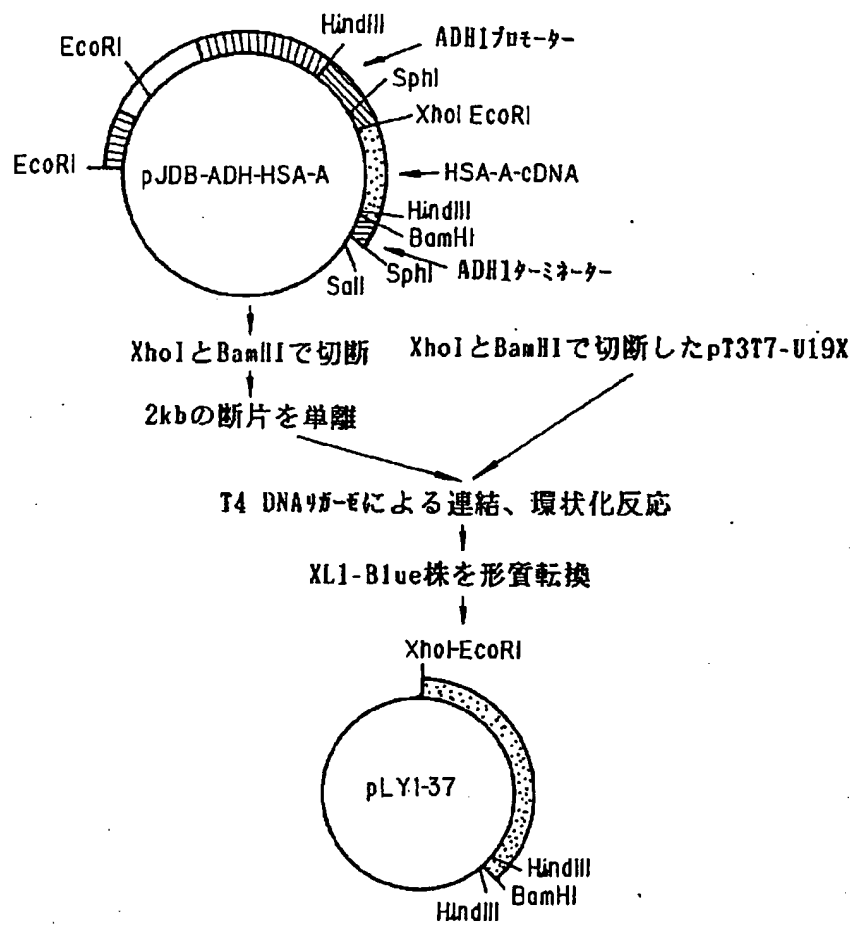 HindIII
EcoRI
ADH1プロモーター
SphI
XhoI EcoRI
EcoRI
pJDB-ADH-HSA-A
HSA-A-cDNA
HindIII
BamHI
SphI
ADH1ターミネーター
SalI
XhoIとBamHIで切断
XhoIとBamHIで切断したpT3T7-U19X
2kbの断片を単離
T4 DNAリガーゼによる連結、環状化反応
XL1-Blue株を形質転換
XhoI-EcoRI
pLY1-37
HindIII
BamHI
HindIII